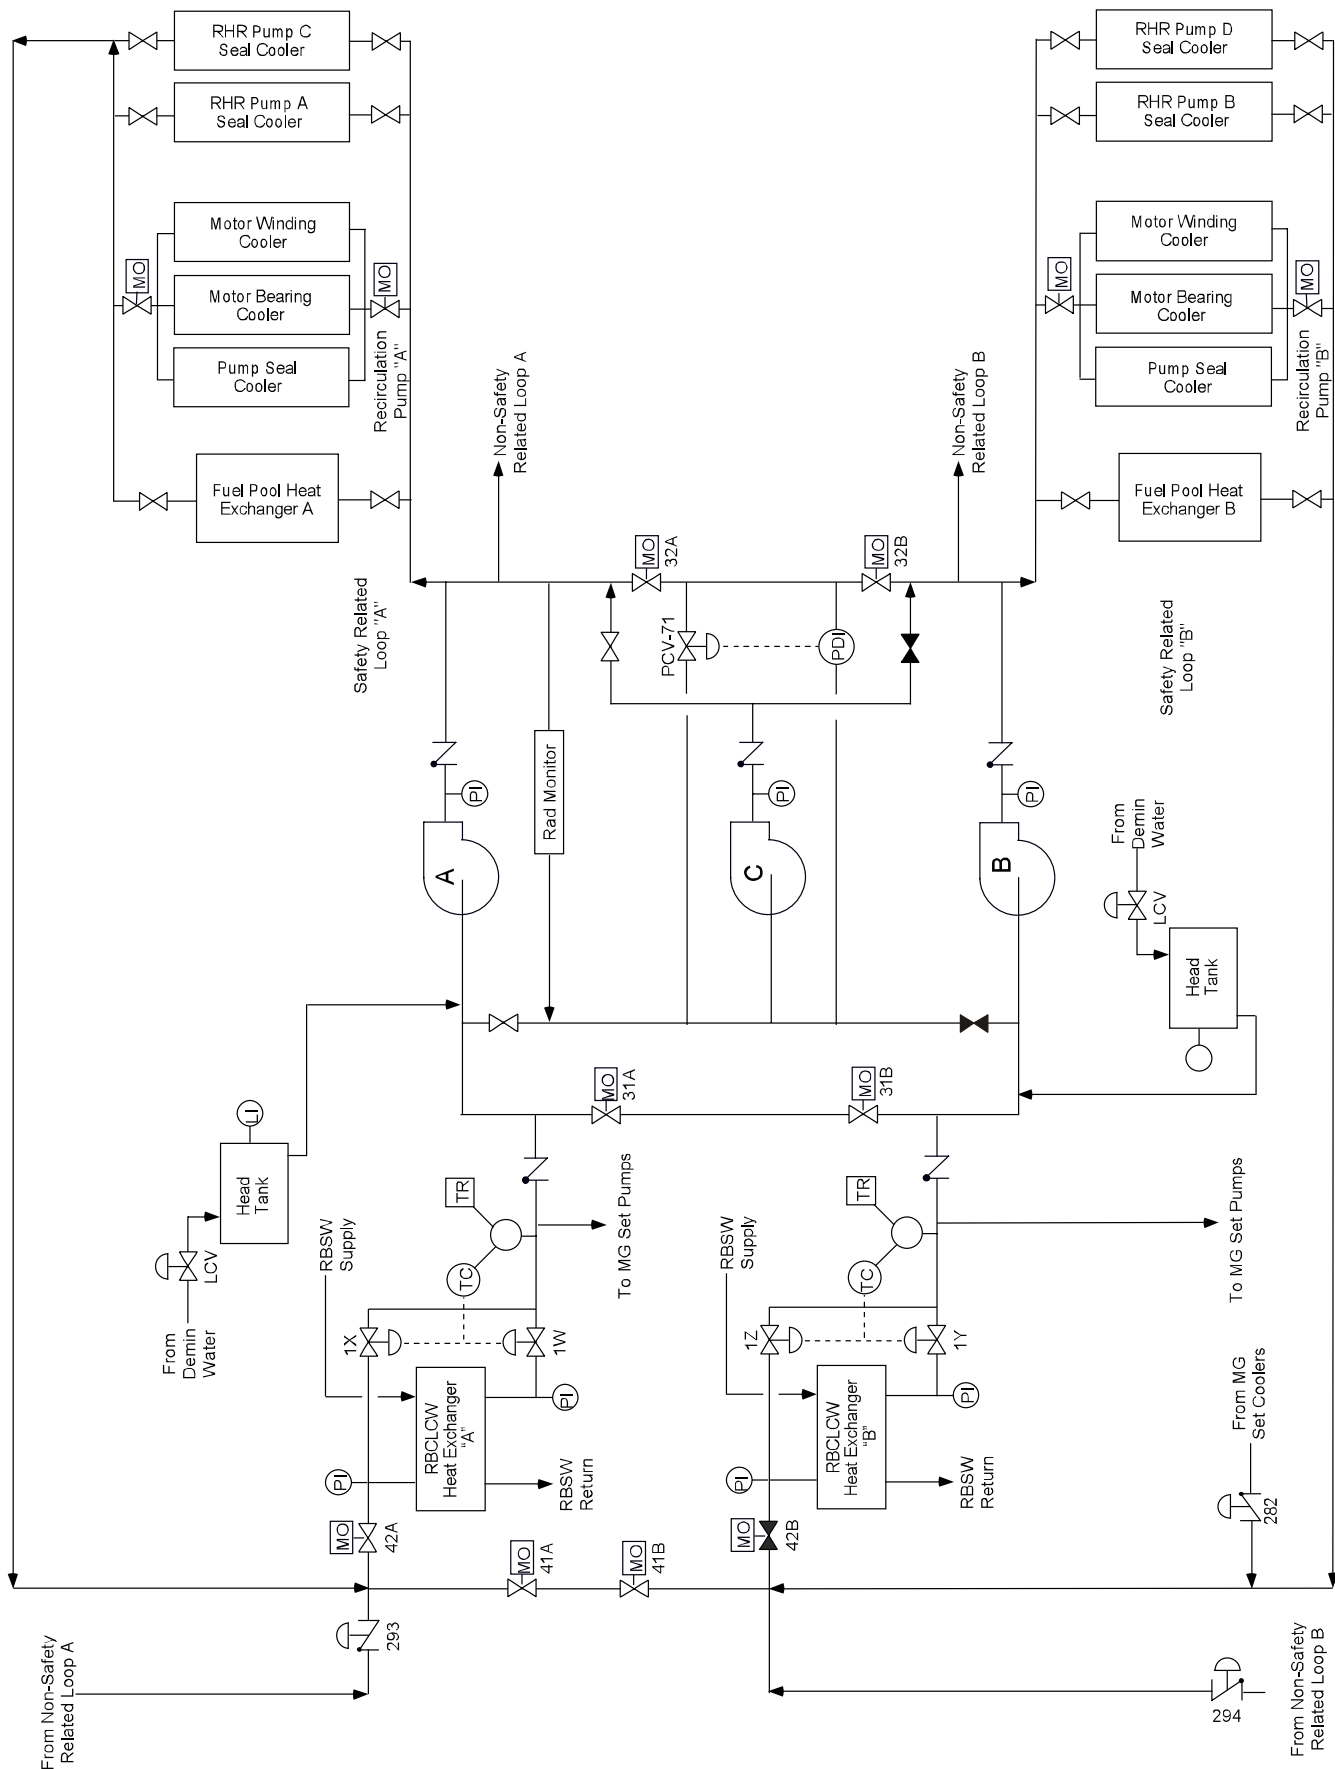 RHR Pump C
Seal Cooler
RHR Pump A
Seal Cooler
Motor Winding
Cooler
MO
MO
Motor Bearing
Cooler
Pump Seal
Cooler
Recirculation
Pump "A"
Fuel Pool Heat
Exchanger A
RHR Pump D
Seal Cooler
RHR Pump B
Seal Cooler
Motor Winding
Cooler
MO
MO
Motor Bearing
Cooler
Pump Seal
Cooler
Recirculation
Pump "B"
Fuel Pool Heat
Exchanger B
Non-Safety
Related Loop A
Non-Safety
Related Loop B
MO
32A
MO
32B
Safety Related
Loop "A"
PCV-71
PDI
Safety Related
Loop "B"
Rad Monitor
PI
PI
PI
A
C
B
From
Demin
Water
LCV
Head
Tank
MO
31A
MO
31B
LI
Head
Tank
LCV
From
Demin
Water
RBSW
Supply
TR
TC
To MG Set Pumps
RBSW
Supply
TR
TC
To MG Set Pumps
1X
1W
1Z
1Y
RBCLCW
Heat Exchanger
"A"
PI
PI
RBSW
Return
RBCLCW
Heat Exchanger
"B"
PI
PI
RBSW
Return
From MG
Set Coolers
282
MO
42A
MO
41A
MO
41B
MO
42B
293
294
From Non-Safety
Related Loop A
From Non-Safety
Related Loop B